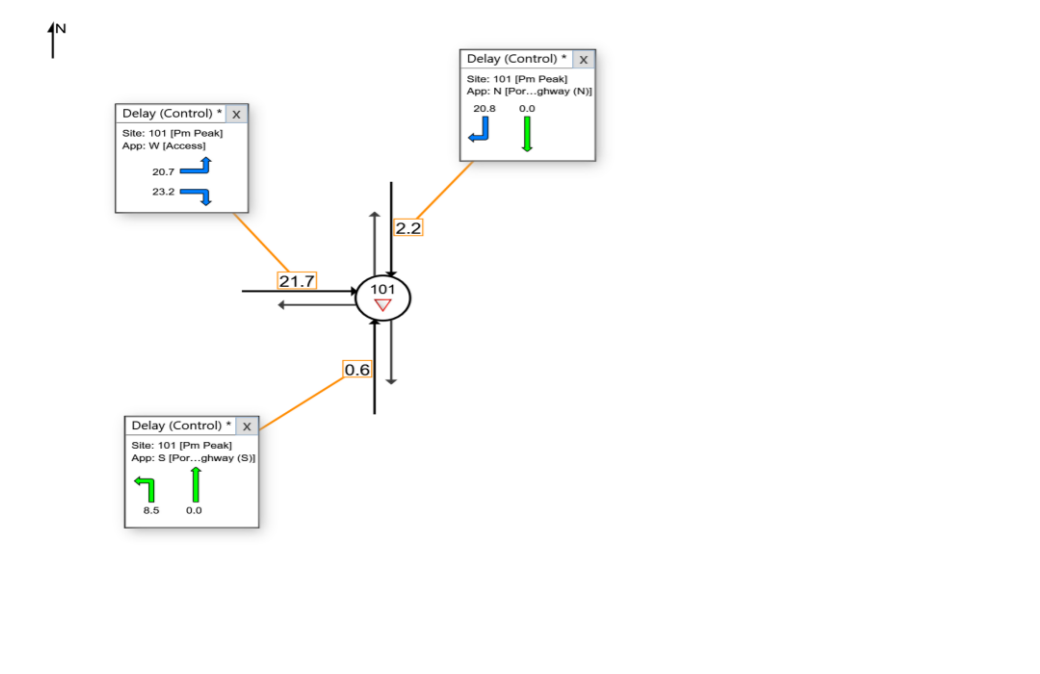 N
Delay (Control) * x
Site: 101 [Pm Peak]
App: N [Por...ghway (N)]
20.8 0.0
Delay (Control) * x
Site: 101 [Pm Peak]
App: W [Access]
20.7
23.2
2.2
21.7
101
0.6
Delay (Control) * x
Site: 101 [Pm Peak]
App: S [Por...ghway (S)]
8.5 0.0